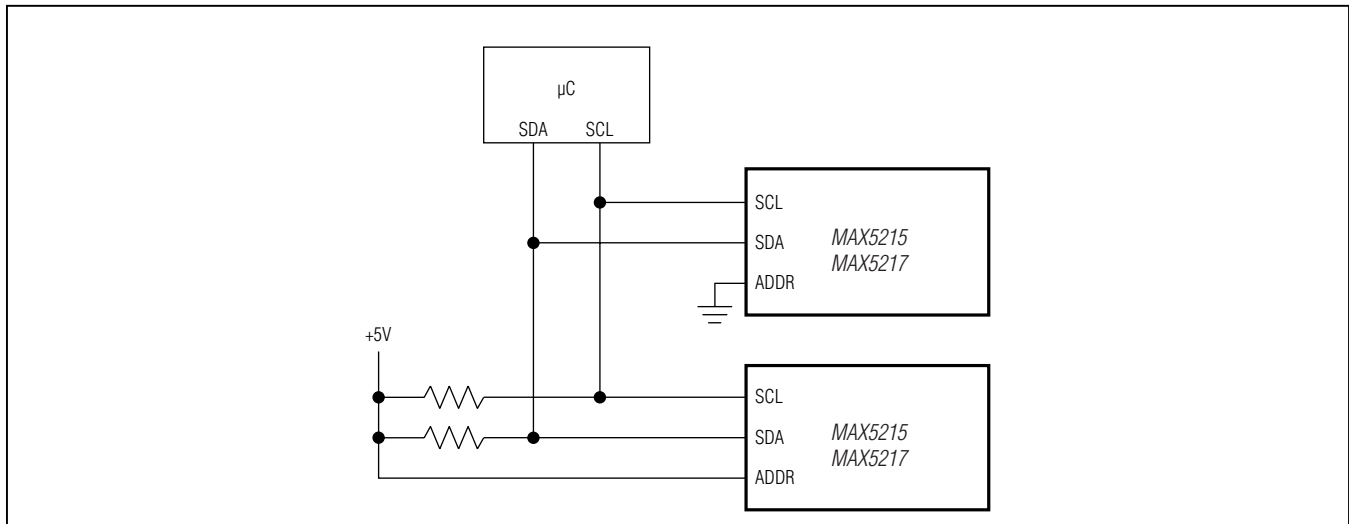 µC
SDA SCL
SCL
SDA
ADDR
MAX5215
MAX5217
+5V
SCL
SDA
ADDR
MAX5215
MAX5217